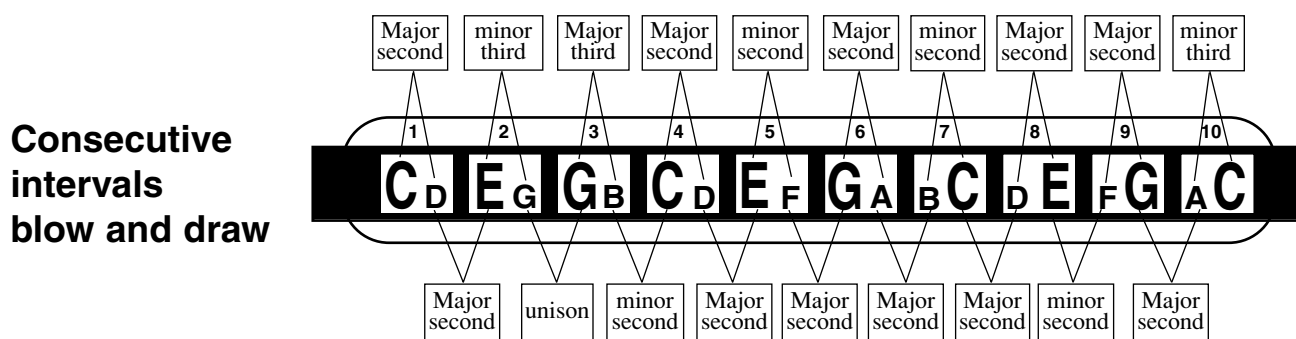 Major second
minor third
Major third
Major second
minor second
Major second
minor second
Major second
Major second
minor third
1 2 3 4 5 6 7 8 9 10
Consecutive
intervals
blow and draw
C D E G G B C D E F G A B C D E F G A C
Major second
unison
minor second
Major second
Major second
Major second
Major second
minor second
Major second